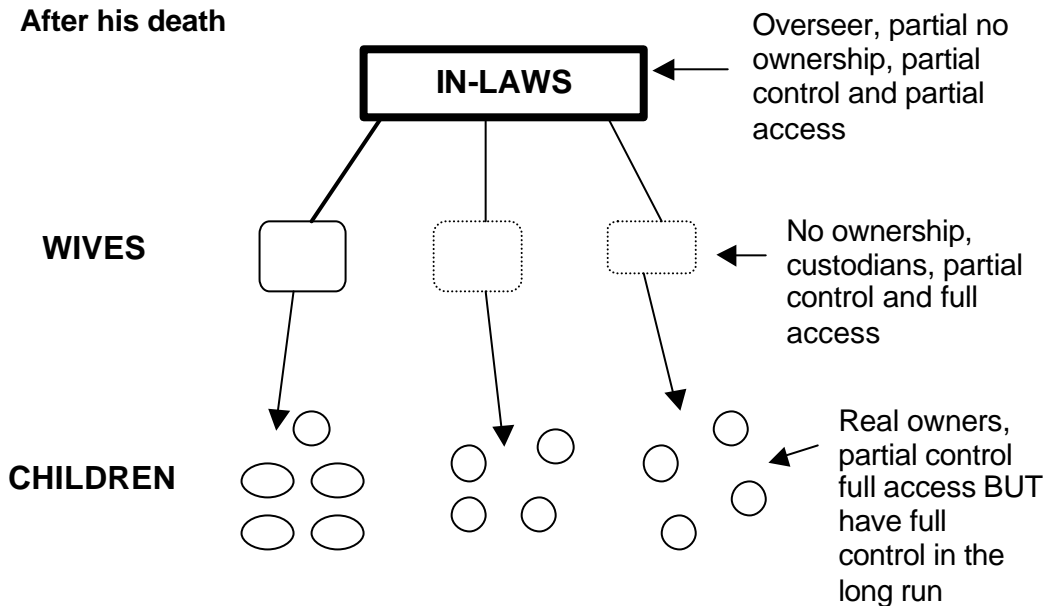 After his death
Overseer, partial no
ownership, partial
control and partial
access
IN-LAWS
WIVES
No ownership,
custodians, partial
control and full
access
CHILDREN
Real owners,
partial control
full access BUT
have full
control in the
long run